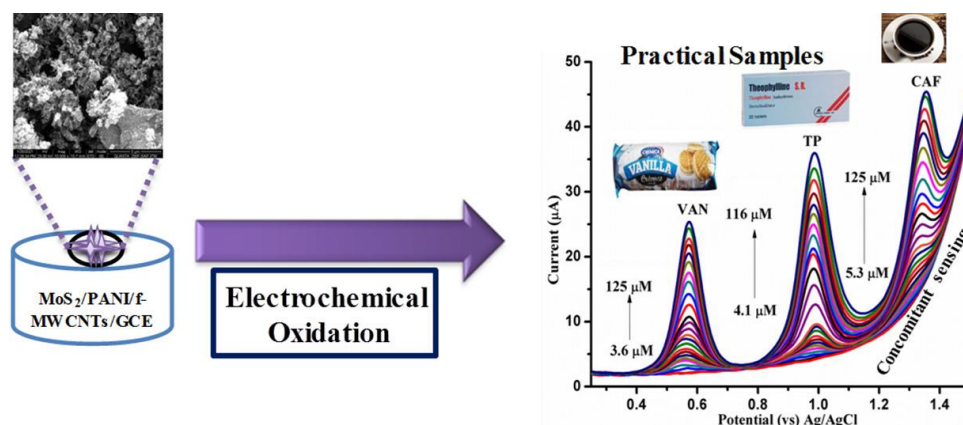 MoS2/PANI/f-
MWCNTs/GCE
Electrochemical
Oxidation
Practical Samples
Theophylline S.R.
VANILLA
VAN
TP
CAF
125 μM
3.6 μM
116 μM
4.1 μM
125 μM
5.3 μM
Concomitant sensing
Current (μA)
50
40
30
20
10
0
0.4
0.6
0.8
1.0
1.2
1.4
Potential (vs) Ag/AgCl